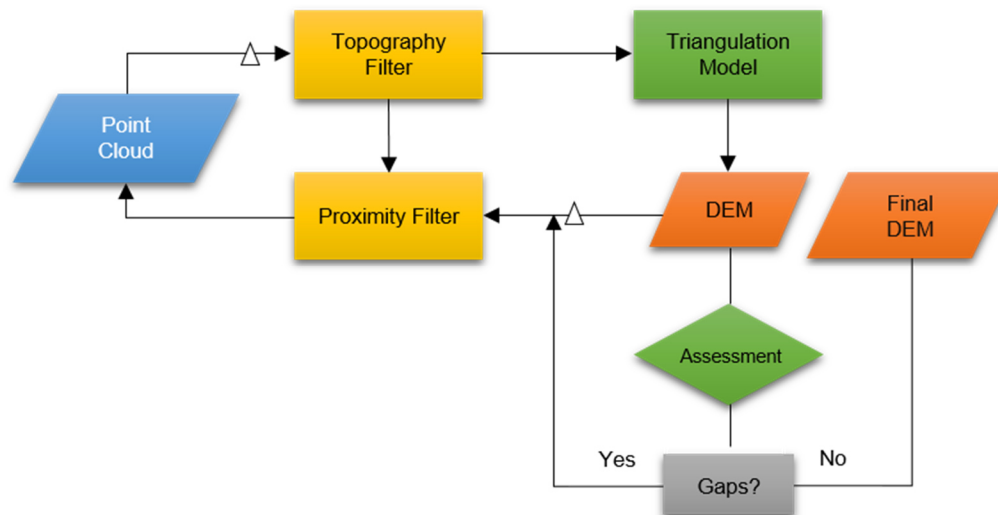 Topography
Filter
Triangulation
Model
Point
Cloud
Proximity Filter
DEM
Final
DEM
Assessment
Yes
No
Gaps?